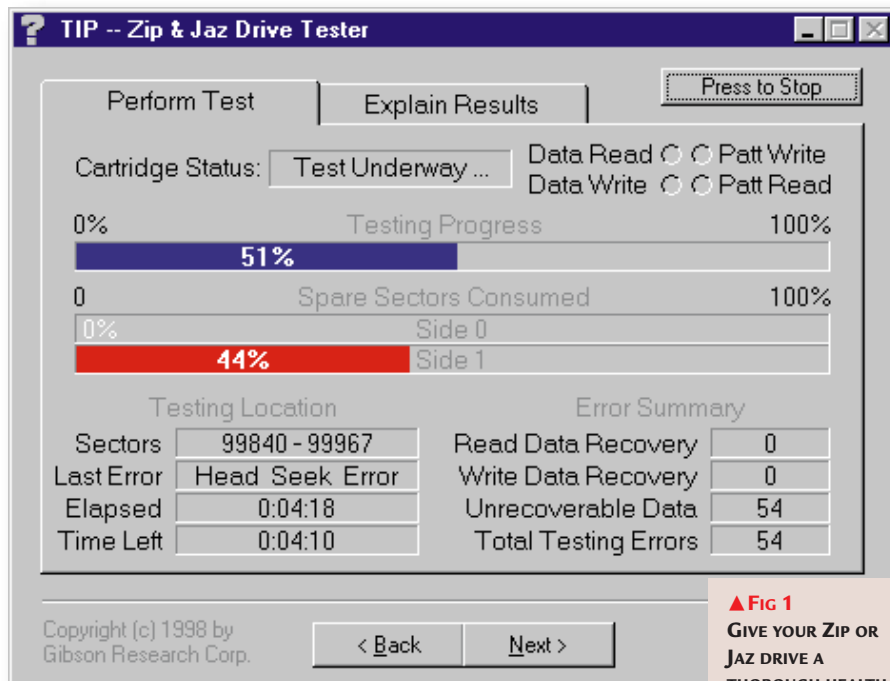 TIP -- Zip & Jaz Drive Tester
Perform Test
Explain Results
Press to Stop
Cartridge Status: Test Underway ...
Data Read Patt Write
Data Write Patt Read
0% Testing Progress 100%
51%
0 Spare Sectors Consumed 100%
0% Side 0
44% Side 1
Testing Location
Sectors 99840 - 99967
Last Error Head Seek Error
Elapsed 0:04:18
Time Left 0:04:10
Error Summary
Read Data Recovery 0
Write Data Recovery 0
Unrecoverable Data 54
Total Testing Errors 54
Copyright (c) 1998 by
Gibson Research Corp.
< Back
Next >
▲FIG 1
GIVE YOUR ZIP OR
JAZ DRIVE A
THOROUGH HEALTH